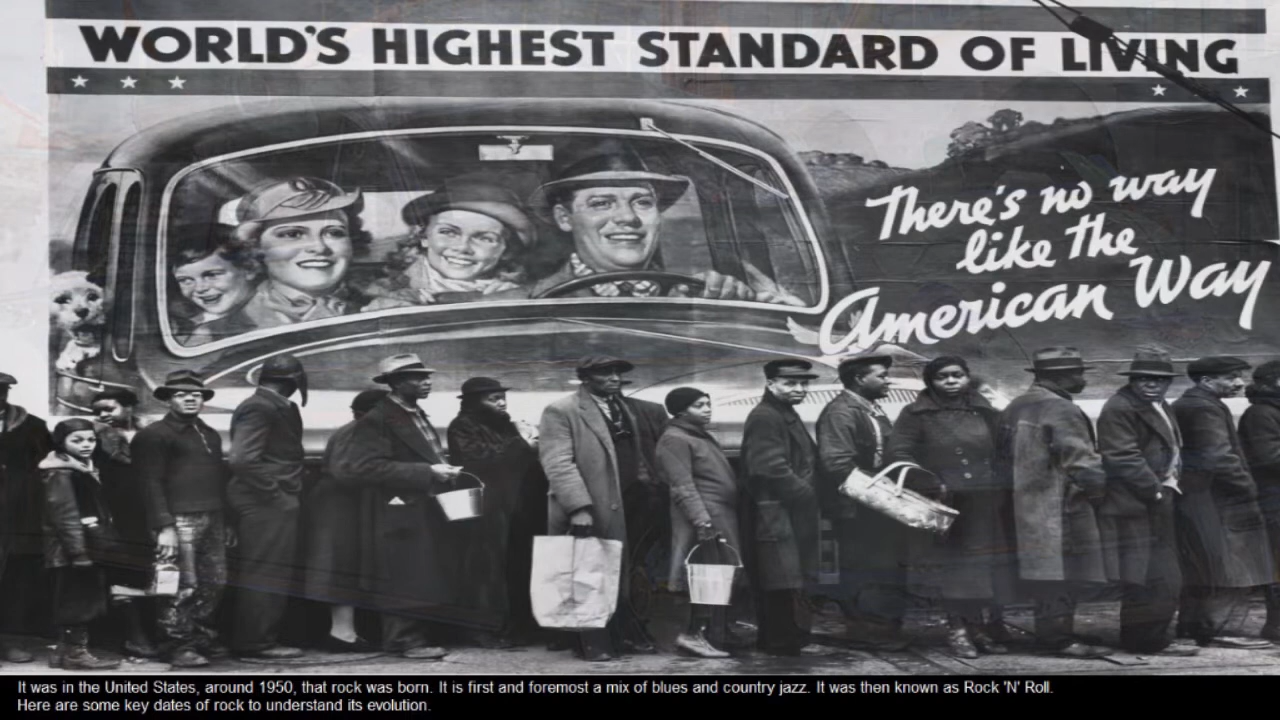 WORLD'S HIGHEST STANDARD OF LIVING
There's no way
like the
American Way
It was in the United States, around 1950, that rock was born. It is first and foremost a mix of blues and country jazz. It was then known as Rock 'N' Roll.
Here are some key dates of rock to understand its evolution.